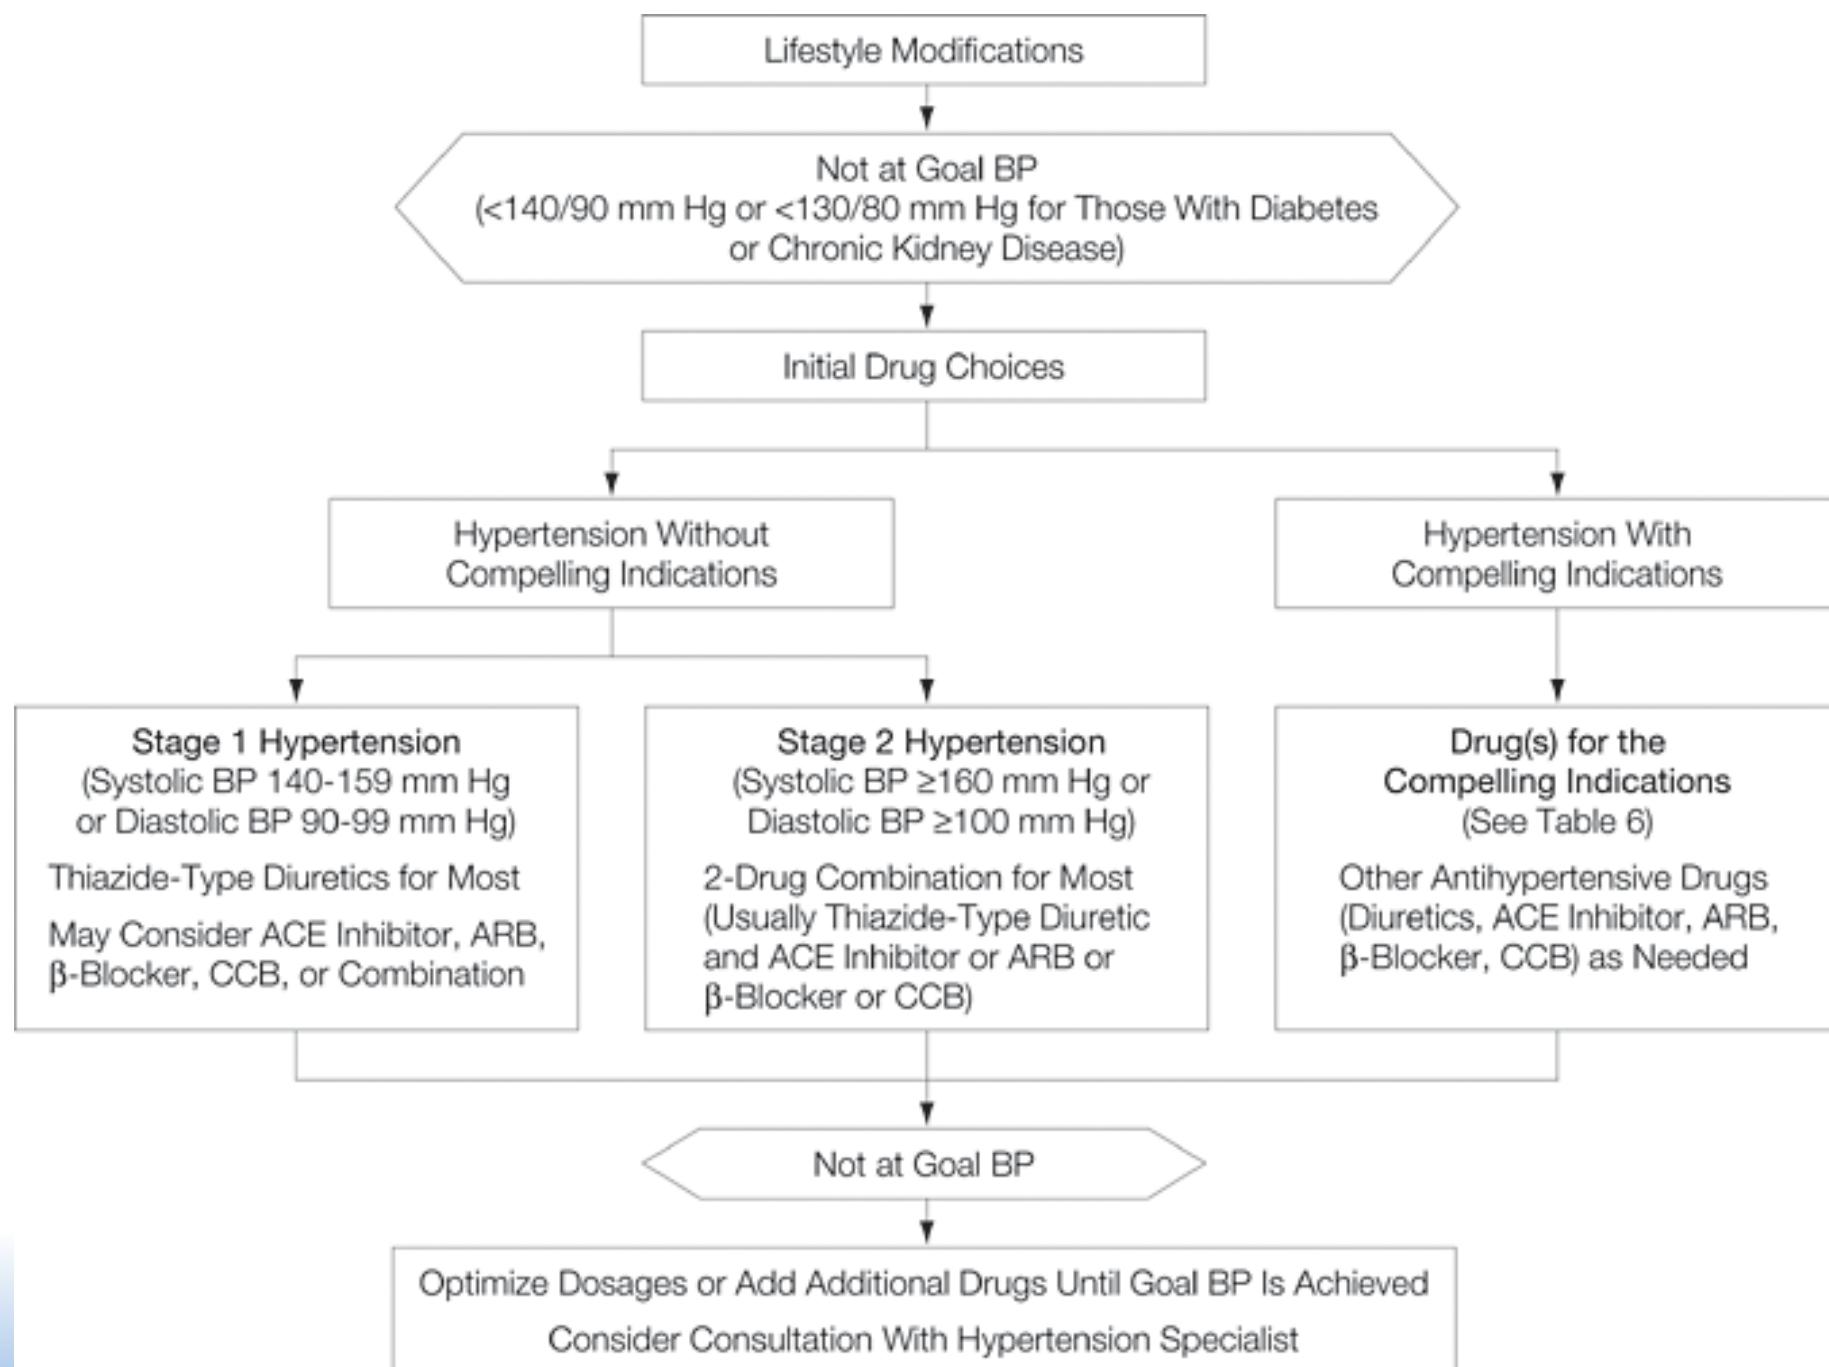 Lifestyle Modifications
Not at Goal BP
(<140/90 mm Hg or <130/80 mm Hg for Those With Diabetes
or Chronic Kidney Disease)
Initial Drug Choices
Hypertension Without
Compelling Indications
Hypertension With
Compelling Indications
Stage 1 Hypertension
(Systolic BP 140-159 mm Hg
or Diastolic BP 90-99 mm Hg)
Thiazide-Type Diuretics for Most
May Consider ACE Inhibitor, ARB,
β-Blocker, CCB, or Combination
Stage 2 Hypertension
(Systolic BP ≥160 mm Hg or
Diastolic BP ≥100 mm Hg)
2-Drug Combination for Most
(Usually Thiazide-Type Diuretic
and ACE Inhibitor or ARB or
β-Blocker or CCB)
Drug(s) for the
Compelling Indications
(See Table 6)
Other Antihypertensive Drugs
(Diuretics, ACE Inhibitor, ARB,
β-Blocker, CCB) as Needed
Not at Goal BP
Optimize Dosages or Add Additional Drugs Until Goal BP Is Achieved
Consider Consultation With Hypertension Specialist